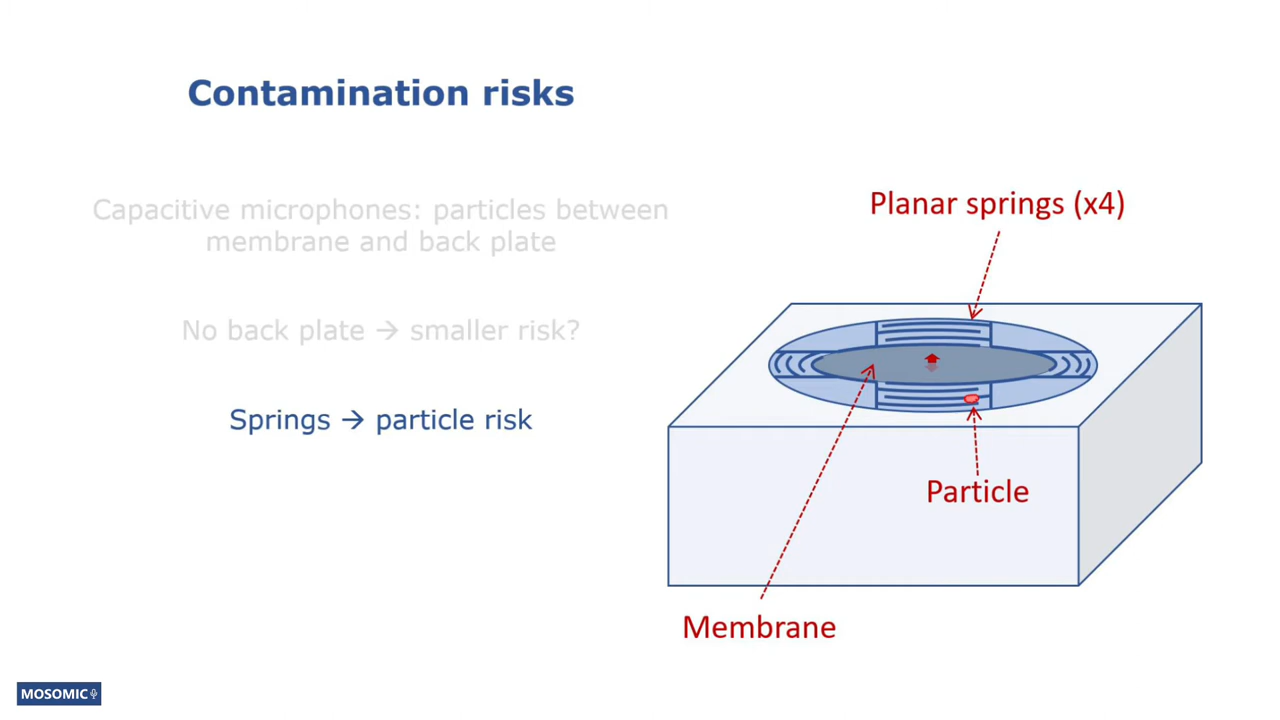 Contamination risks
Capacitive microphones: particles between
membrane and back plate
No back plate → smaller risk?
Springs → particle risk
Planar springs (x4)
Particle
Membrane
MOSOMIC